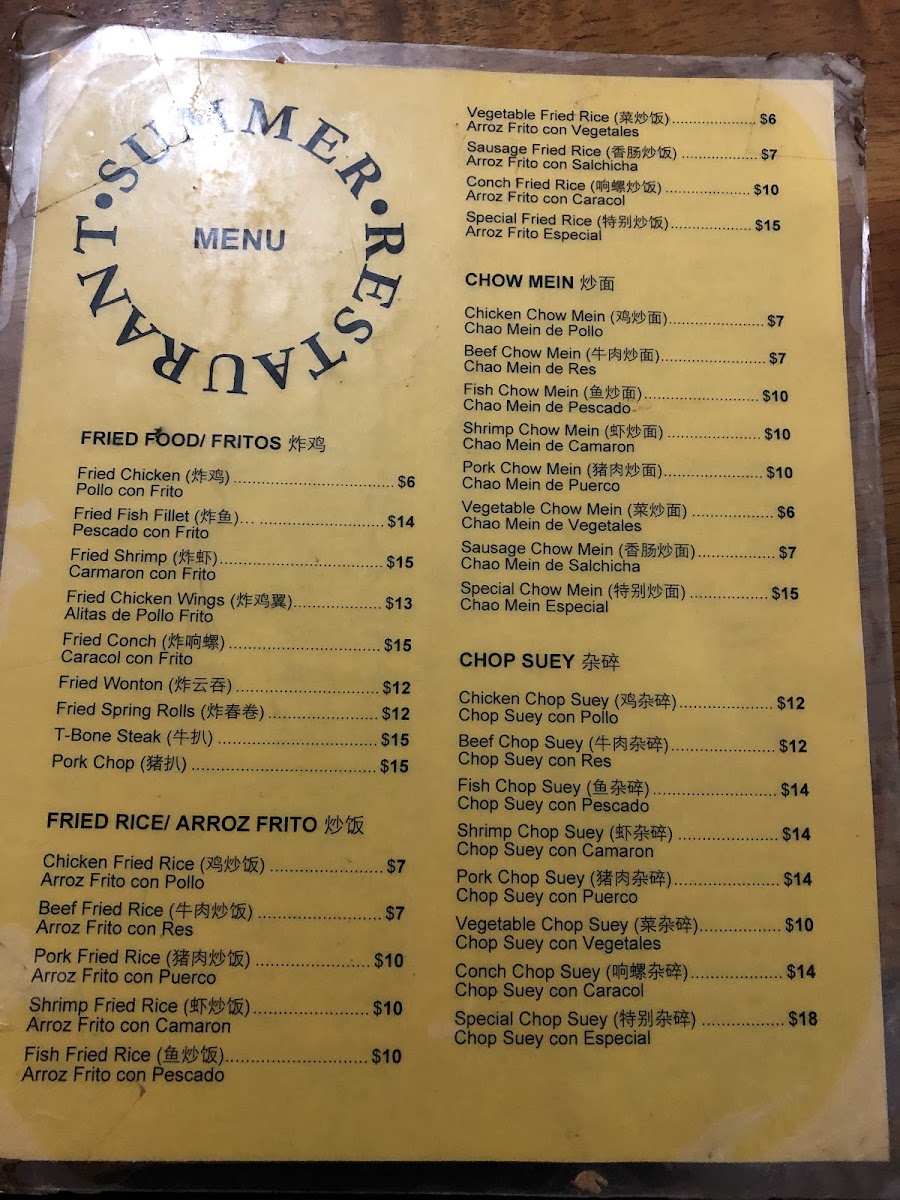 SUMMER • RESTAURANT •
MENU
FRIED FOOD/ FRITOS 炸鸡
Fried Chicken (炸鸡) ................................ $6
Pollo con Frito
Fried Fish Fillet (炸鱼)... ......................... $14
Pescado con Frito
Fried Shrimp (炸虾)................................. $15
Carmaron con Frito
Fried Chicken Wings (炸鸡翼).................. $13
Alitas de Pollo Frito
Fried Conch (炸响螺) .............................. $15
Caracol con Frito
Fried Wonton (炸云吞) ............................ $12
Fried Spring Rolls (炸春卷) ...................... $12
T-Bone Steak (牛扒) ................................ $15
Pork Chop (猪扒) ..................................... $15
FRIED RICE/ ARROZ FRITO 炒饭
Chicken Fried Rice (鸡炒饭) ...................... $7
Arroz Frito con Pollo
Beef Fried Rice (牛肉炒饭) ........................ $7
Arroz Frito con Res
Pork Fried Rice (猪肉炒饭) ....................... $10
Arroz Frito con Puerco
Shrimp Fried Rice (虾炒饭) ....................... $10
Arroz Frito con Camaron
Fish Fried Rice (鱼炒饭)............................ $10
Arroz Frito con Pescado
Vegetable Fried Rice (菜炒饭) ................... $6
Arroz Frito con Vegetales
Sausage Fried Rice (香肠炒饭) ................. $7
Arroz Frito con Salchicha
Conch Fried Rice (响螺炒饭) ................... $10
Arroz Frito con Caracol
Special Fried Rice (特别炒饭).................. $15
Arroz Frito Especial
CHOW MEIN 炒面
Chicken Chow Mein (鸡炒面)..................... $7
Chao Mein de Pollo
Beef Chow Mein (牛肉炒面)....................... $7
Chao Mein de Res
Fish Chow Mein (鱼炒面).......................... $10
Chao Mein de Pescado
Shrimp Chow Mein (虾炒面) ..................... $10
Chao Mein de Camaron
Pork Chow Mein (猪肉炒面)...................... $10
Chao Mein de Puerco
Vegetable Chow Mein (菜炒面) ................. $6
Chao Mein de Vegetales
Sausage Chow Mein (香肠炒面)................ $7
Chao Mein de Salchicha
Special Chow Mein (特别炒面) ................. $15
Chao Mein Especial
CHOP SUEY 杂碎
Chicken Chop Suey (鸡杂碎).................... $12
Chop Suey con Pollo
Beef Chop Suey (牛肉杂碎)...................... $12
Chop Suey con Res
Fish Chop Suey (鱼杂碎) .......................... $14
Chop Suey con Pescado
Shrimp Chop Suey (虾杂碎) ..................... $14
Chop Suey con Camaron
Pork Chop Suey (猪肉杂碎)...................... $14
Chop Suey con Puerco
Vegetable Chop Suey (菜杂碎)................. $10
Chop Suey con Vegetales
Conch Chop Suey (响螺杂碎)................... $14
Chop Suey con Caracol
Special Chop Suey (特别杂碎) ................. $18
Chop Suey con Especial